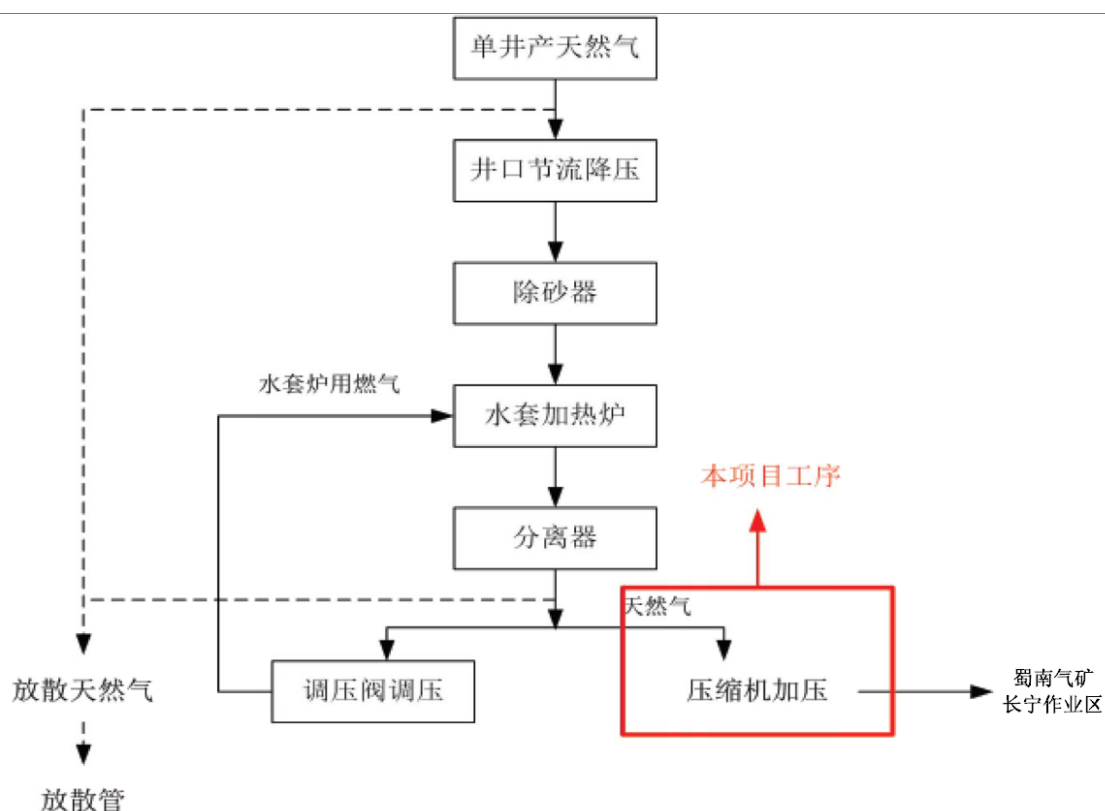 单井产天然气
井口节流降压
除砂器
水套炉用燃气
水套加热炉
本项目工序
分离器
天然气
放散天然气
调压阀调压
压缩机加压
蜀南气矿
长宁作业区
放散管